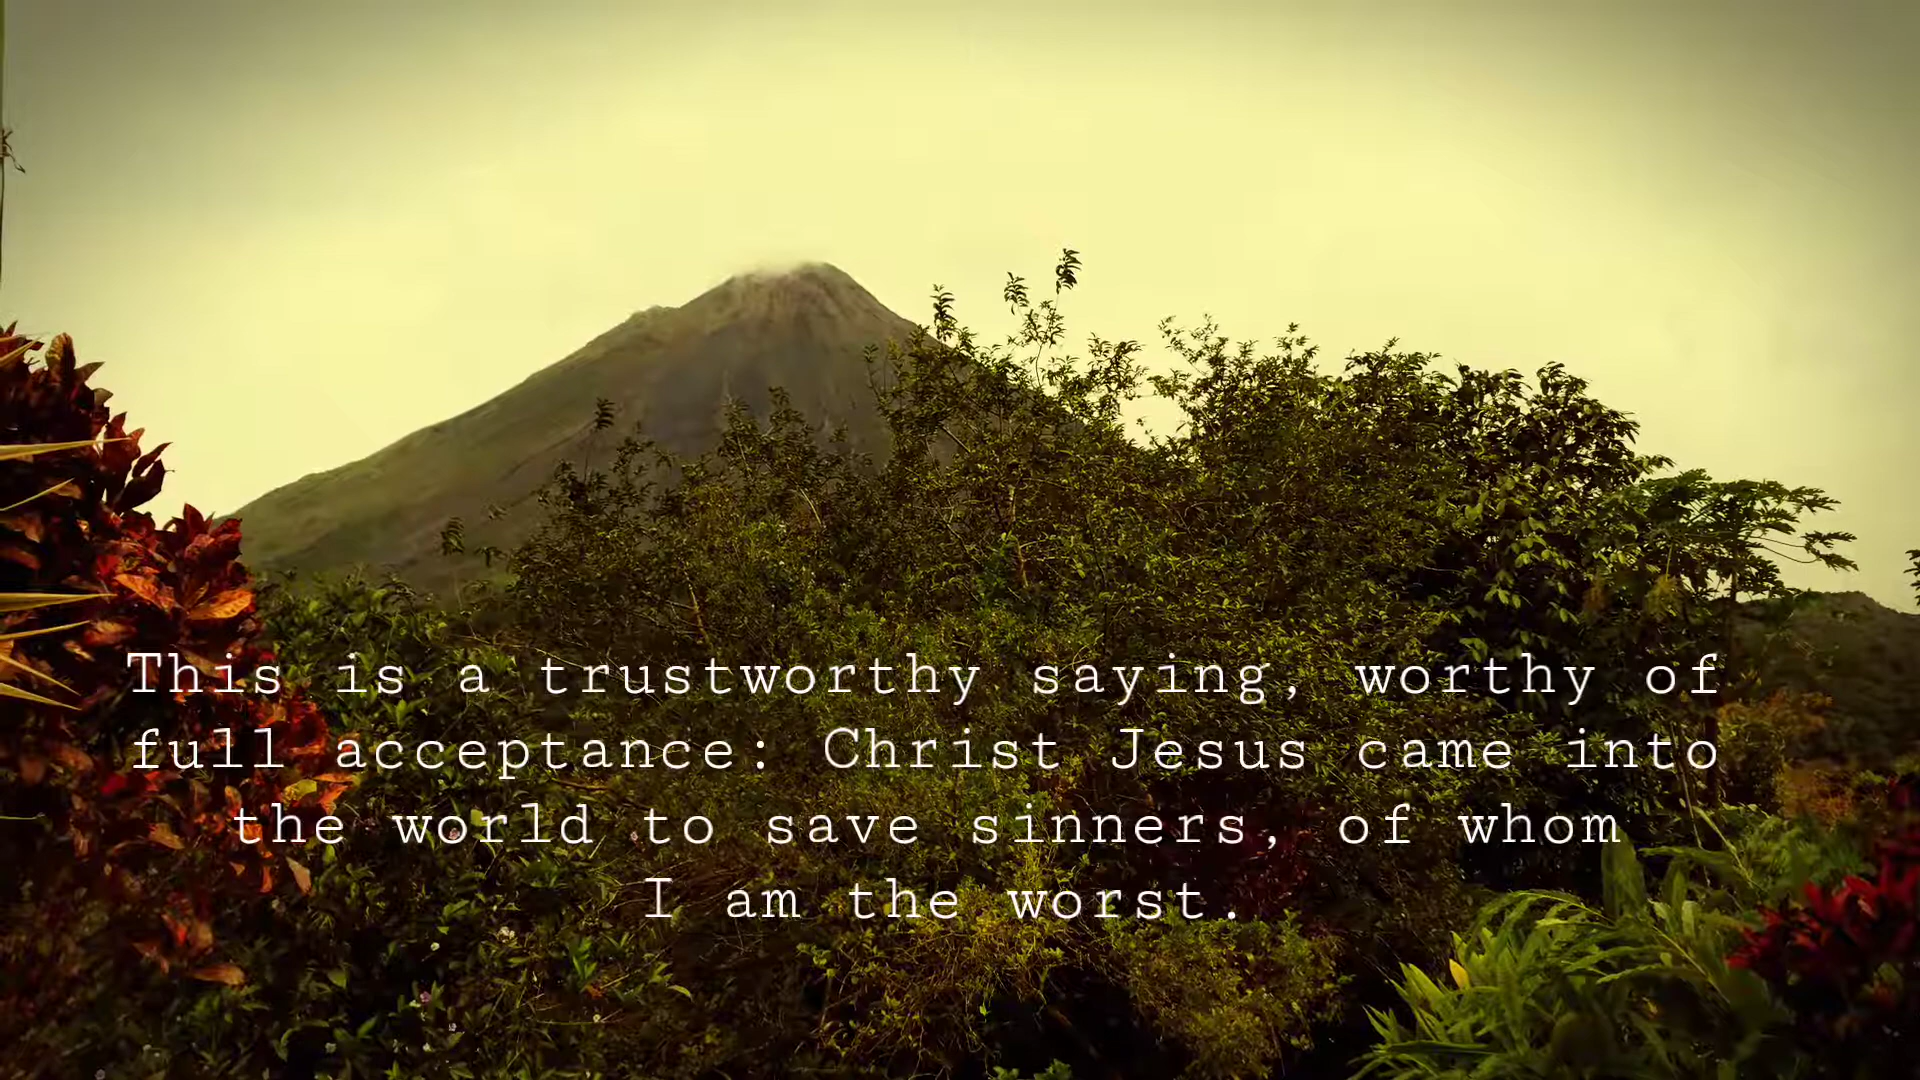 This is a trustworthy saying, worthy of
full acceptance: Christ Jesus came into
the world to save sinners, of whom
I am the worst.